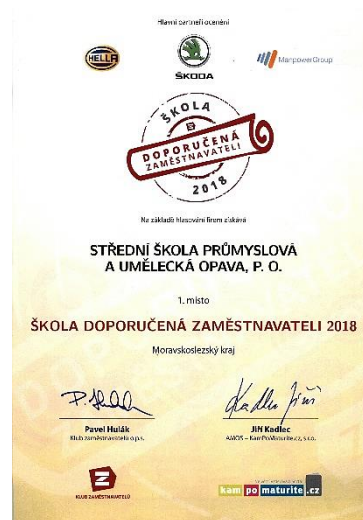 Hlavní partneři ocenění
HELLA
ŠKODA
ManpowerGroup
ŠKOLA
DOPORUČENÁ
ZAMĚSTNAVATELI
2018
Na základě hlasování firem získává
STŘEDNÍ ŠKOLA PRŮMYSLOVÁ
A UMĚLECKÁ OPAVA, P. O.
1. místo
ŠKOLA DOPORUČENÁ ZAMĚSTNAVATELI 2018
Moravskoslezský kraj
Pavel Hulák
Klub zaměstnavatelů o.p.s.
Jiří Kadlec
AMOS – KamPoMaturite.cz, s.r.o.
KLUB ZAMĚSTNAVATELŮ
kam po maturite .cz